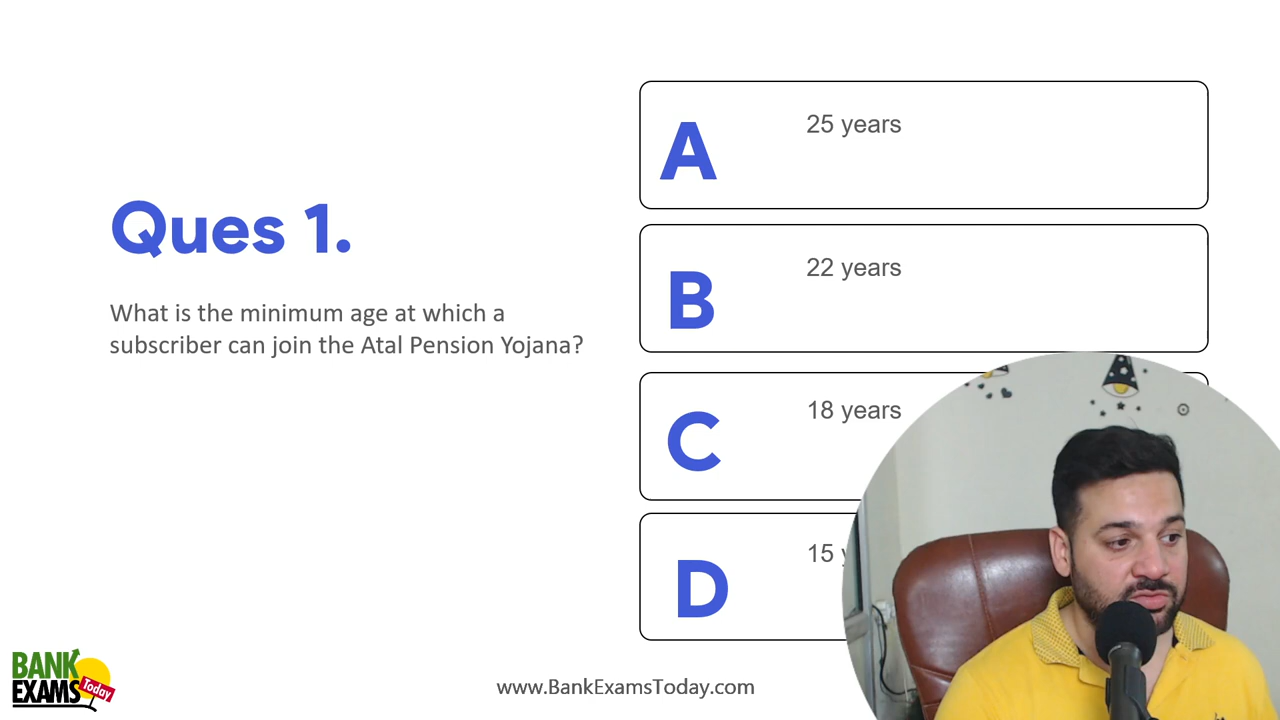 Ques 1.
What is the minimum age at which a
subscriber can join the Atal Pension Yojana?
A
25 years
B
22 years
C
18 years
D
15
BANK
EXAMS
Today
www.BankExamsToday.com